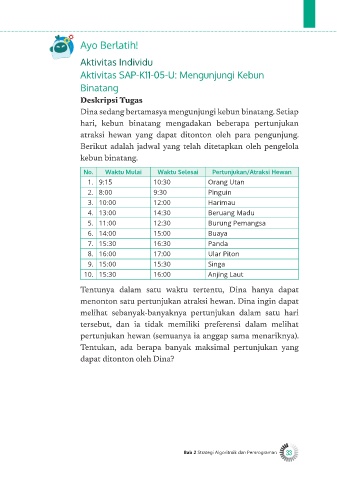 Ayo Berlatih!
Aktivitas Individu
Aktivitas SAP-K11-05-U: Mengunjungi Kebun
Binatang
Deskripsi Tugas
Dina sedang bertamasya mengunjungi kebun binatang. Setiap
hari, kebun binatang mengadakan beberapa pertunjukan
atraksi hewan yang dapat ditonton oleh para pengunjung.
Berikut adalah jadwal yang telah ditetapkan oleh pengelola
kebun binatang.
No. Waktu Mulai Waktu Selesai Pertunjukan/Atraksi Hewan
1. 9:15 10:30 Orang Utan
2. 8:00 9:30 Pinguin
3. 10:00 12:00 Harimau
4. 13:00 14:30 Beruang Madu
5. 11:00 12:30 Burung Pemangsa
6. 14:00 15:00 Buaya
7. 15:30 16:30 Panda
8. 16:00 17:00 Ular Piton
9. 15:00 15:30 Singa
10. 15:30 16:00 Anjing Laut
Tentunya dalam satu waktu tertentu, Dina hanya dapat
menonton satu pertunjukan atraksi hewan. Dina ingin dapat
melihat sebanyak-banyaknya pertunjukan dalam satu hari
tersebut, dan ia tidak memiliki preferensi dalam melihat
pertunjukan hewan (semuanya ia anggap sama menariknya).
Tentukan, ada berapa banyak maksimal pertunjukan yang
dapat ditonton oleh Dina?
Bab 2 Strategi Algoritmik dan Pemrograman 33